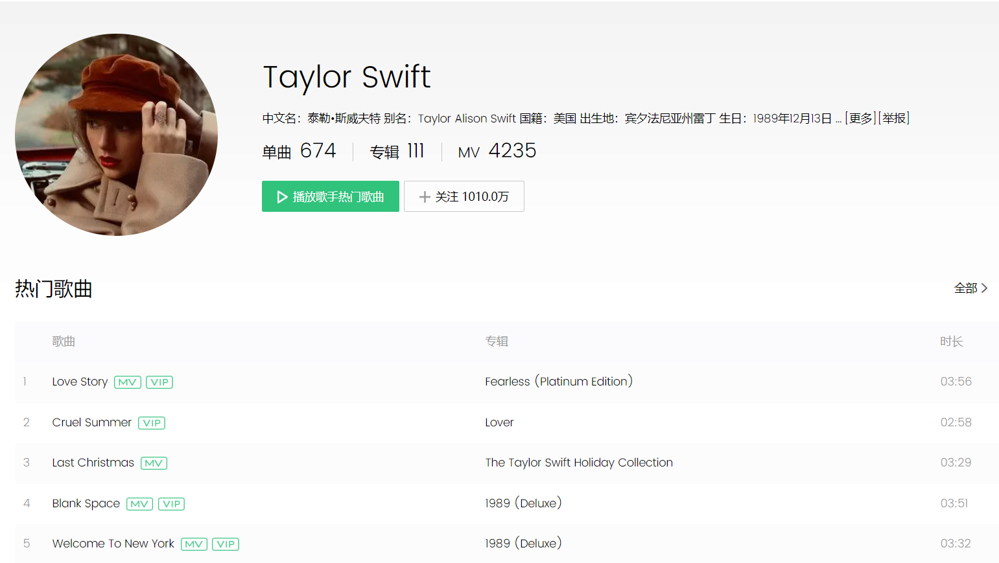 Taylor Swift
中文名：泰勒•斯威夫特 别名：Taylor Alison Swift 国籍：美国 出生地：宾夕法尼亚州雷丁 生日：1989年12月13日 ... [更多][举报]
单曲 674 专辑 111 MV 4235
播放歌手热门歌曲 关注 1010.0万
热门歌曲 全部
歌曲 专辑 时长
1 Love Story MV VIP Fearless (Platinum Edition) 03:56
2 Cruel Summer VIP Lover 02:58
3 Last Christmas MV The Taylor Swift Holiday Collection 03:29
4 Blank Space MV VIP 1989 (Deluxe) 03:51
5 Welcome To New York MV VIP 1989 (Deluxe) 03:32